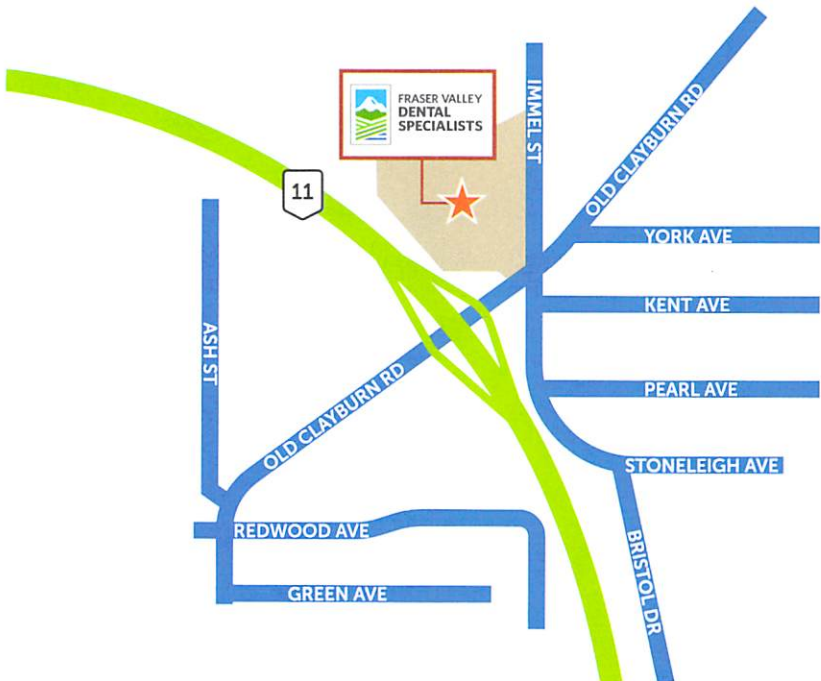 FRASER VALLEY
DENTAL
SPECIALISTS
IMMEL ST
OLD CLAYBURN RD
11
YORK AVE
KENT AVE
ASH ST
PEARL AVE
OLD CLAYBURN RD
STONELEIGH AVE
REDWOOD AVE
BRISTOL DR
GREEN AVE